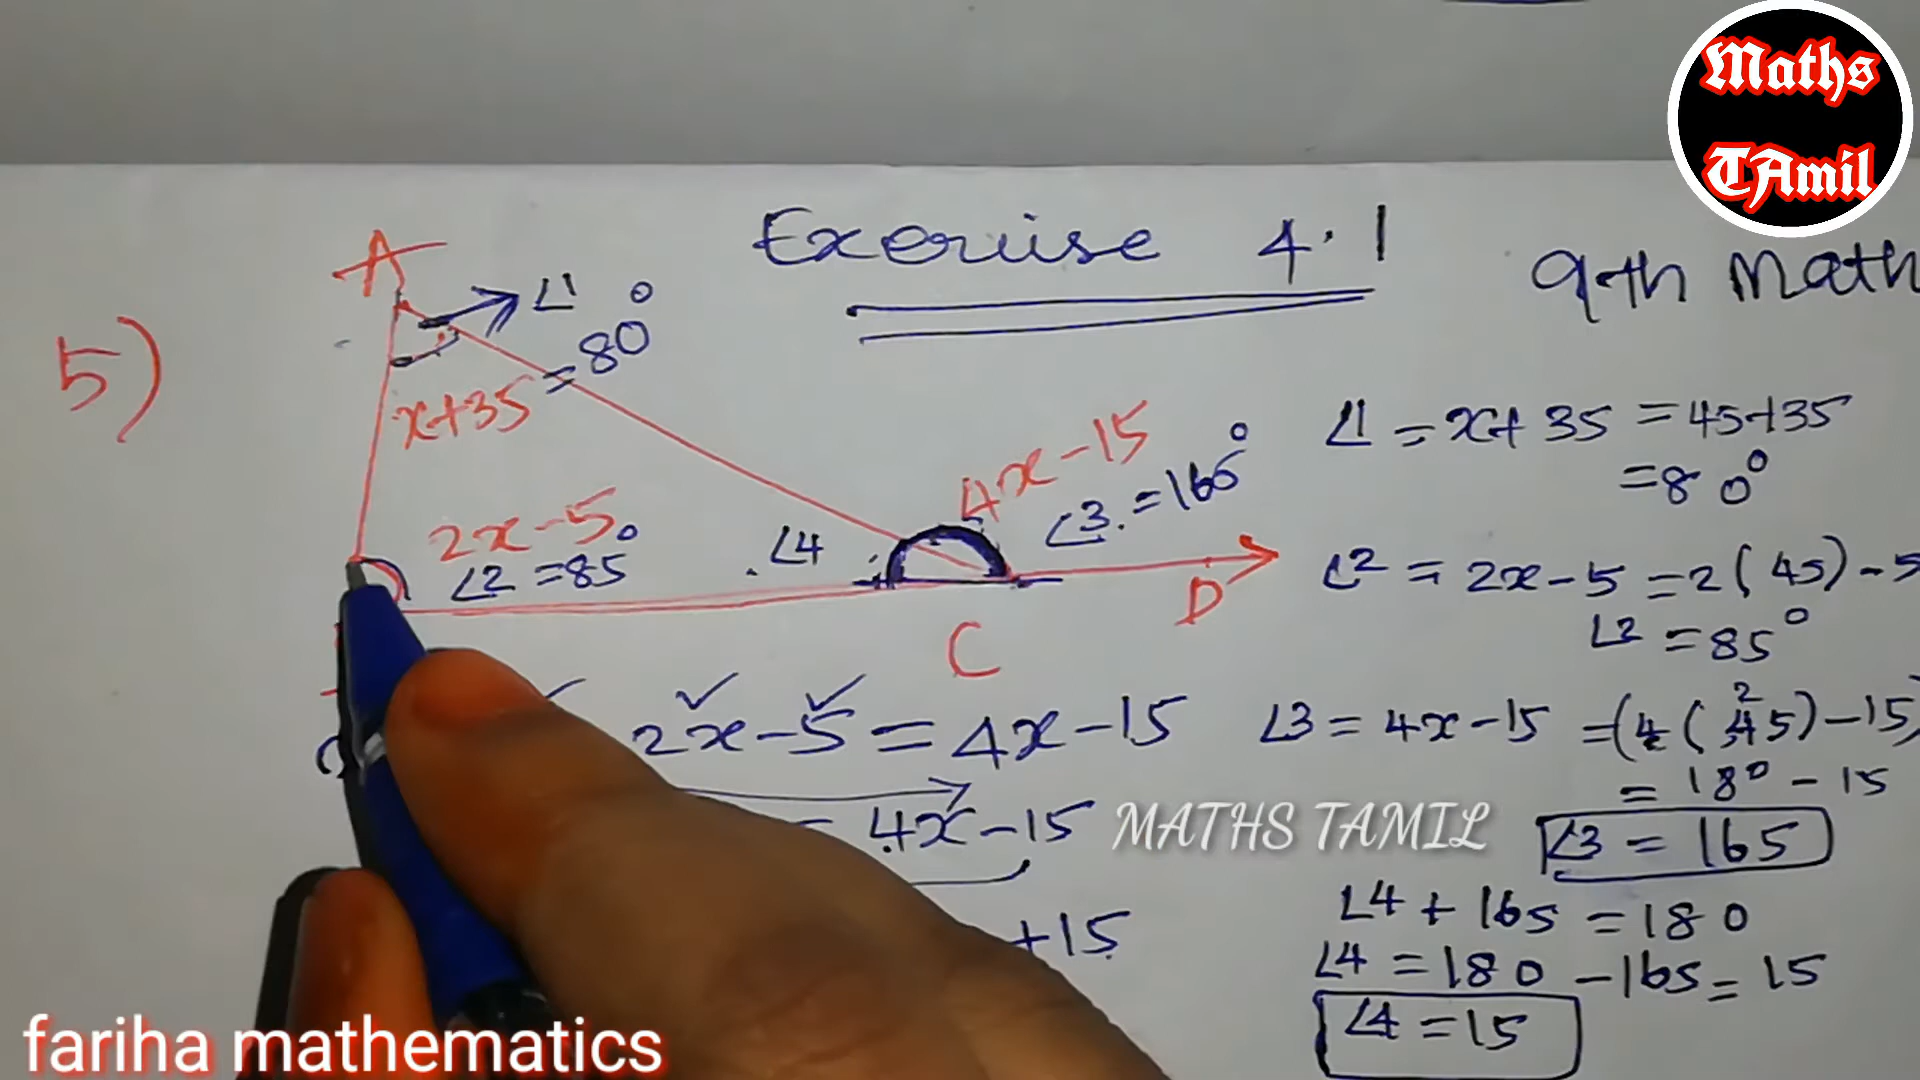 Maths
TAmil
Exercise 4.1
9th Math
5)
A
∠1
= 80°
x+35
2x-5
∠2 = 85°
∠4
4x-15
∠3. = 165°
C
D
2x-5 = 4x-15
= 4x-15
+15
∠1 = x+35 = 45+35
= 80°
∠2 = 2x-5 = 2(45)-5
∠2 = 85°
∠3 = 4x-15 = (4(45)-15)
= 180-15
∠3 = 165
∠4 + 165 = 180
∠4 = 180 - 165 = 15
∠4 = 15
MATHS TAMIL
fariha mathematics